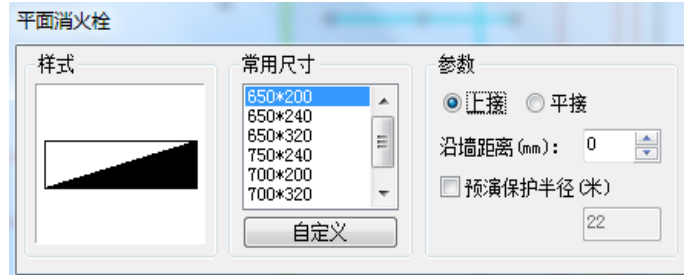 平面消火栓
样式
常用尺寸
650*200
650*240
650*320
750*240
700*200
700*320
自定义
参数
上接 平接
沿墙距离(mm): 0
预演保护半径(米)
22